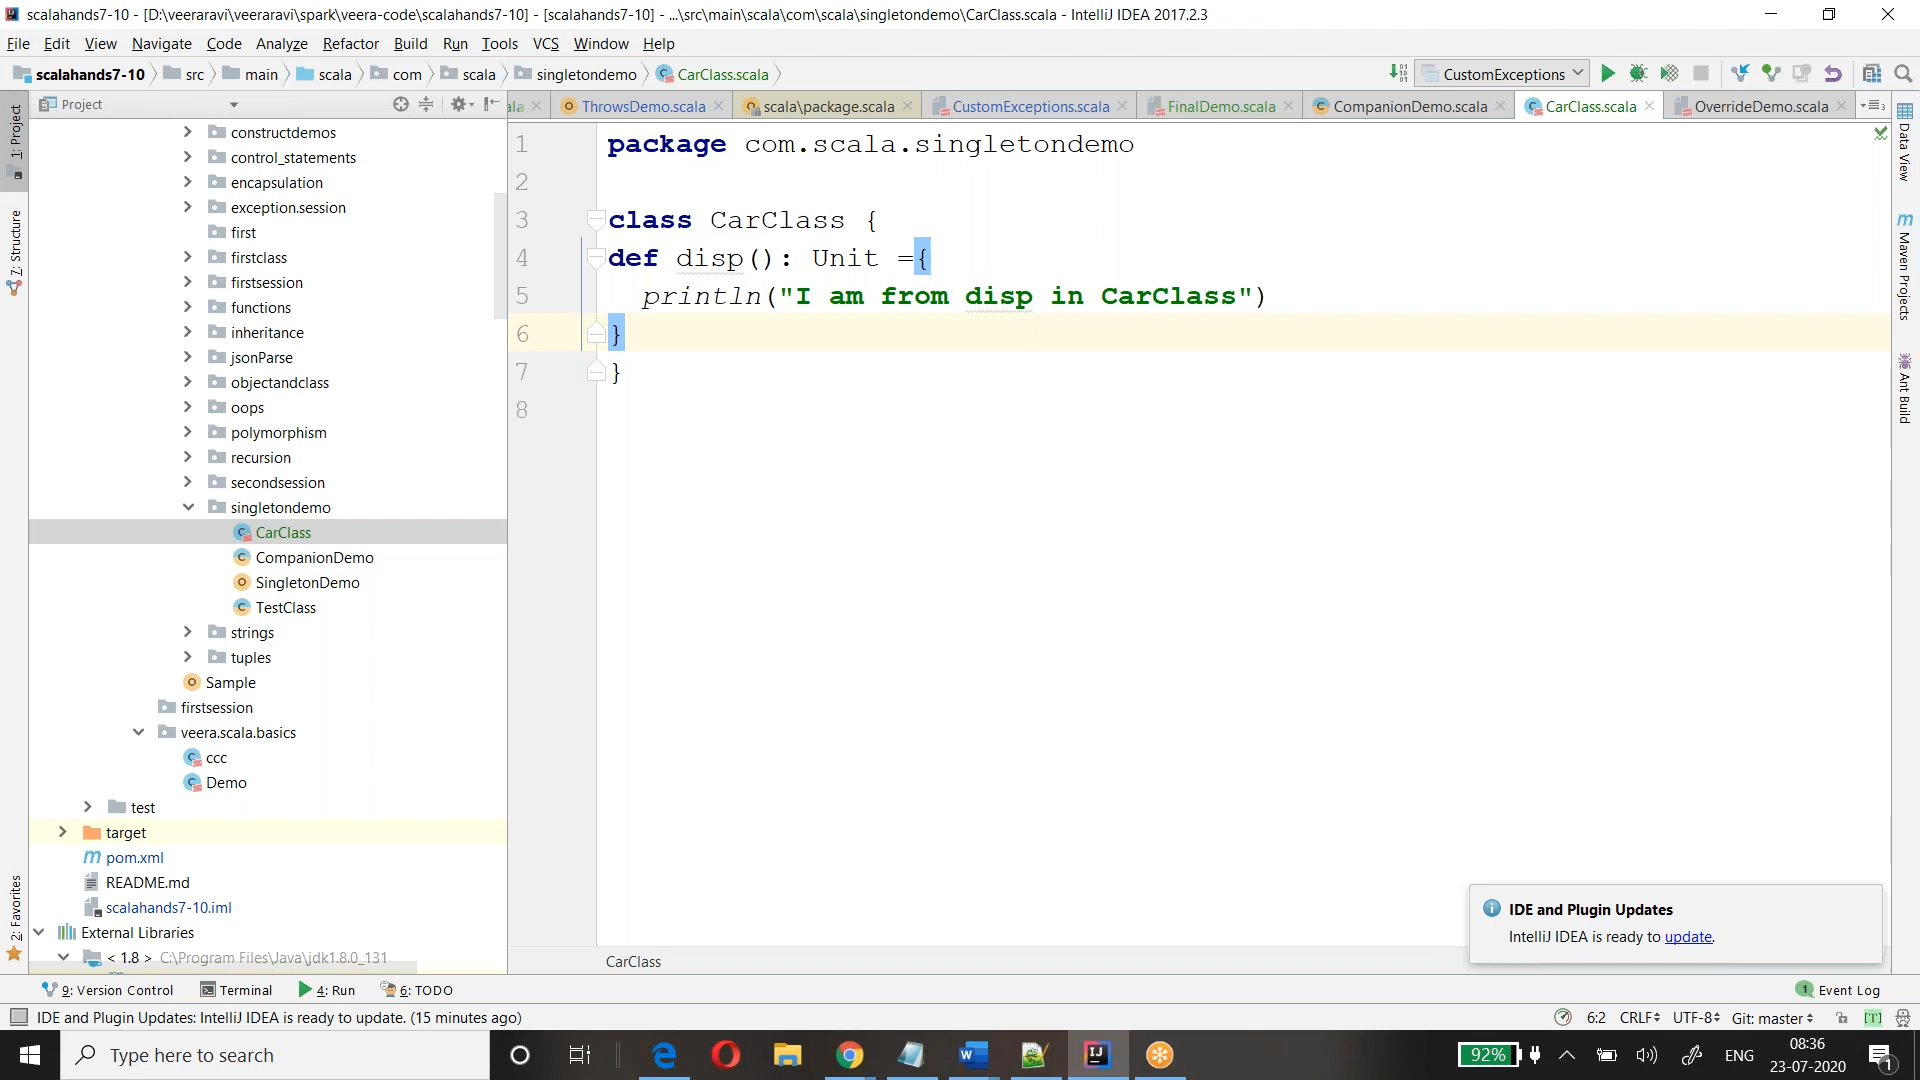 scalahands7-10 - [D:\veeraravi\veeraravi\spark\veera-code\scalahands7-10] - [scalahands7-10] - ...\src\main\scala\com\scala\singletondemo\CarClass.scala - IntelliJ IDEA 2017.2.3
File Edit View Navigate Code Analyze Refactor Build Run Tools VCS Window Help
scalahands7-10 src main scala com scala singletondemo CarClass.scala CustomExceptions
Project
ala ThrowsDemo.scala scala\package.scala CustomExceptions.scala FinalDemo.scala CompanionDemo.scala CarClass.scala OverrideDemo.scala
1: Project
7: Structure
2: Favorites
constructdemos
control_statements
encapsulation
exception.session
first
firstclass
firstsession
functions
inheritance
jsonParse
objectandclass
oops
polymorphism
recursion
secondsession
singletondemo
CarClass
CompanionDemo
SingletonDemo
TestClass
strings
tuples
Sample
firstsession
veera.scala.basics
ccc
Demo
test
target
pom.xml
README.md
scalahands7-10.iml
External Libraries
< 1.8 > C:\Program Files\Java\jdk1.8.0_131
1 package com.scala.singletondemo
2
3 class CarClass {
4 def disp(): Unit ={
5 println("I am from disp in CarClass")
6 }
7 }
8
Data View
Maven Projects
Ant Build
IDE and Plugin Updates
IntelliJ IDEA is ready to update.
CarClass
9: Version Control Terminal 4: Run 6: TODO 1 Event Log
IDE and Plugin Updates: IntelliJ IDEA is ready to update. (15 minutes ago) 6:2 CRLF UTF-8 Git: master [T]
Type here to search 92% ENG 08:36
23-07-2020 1